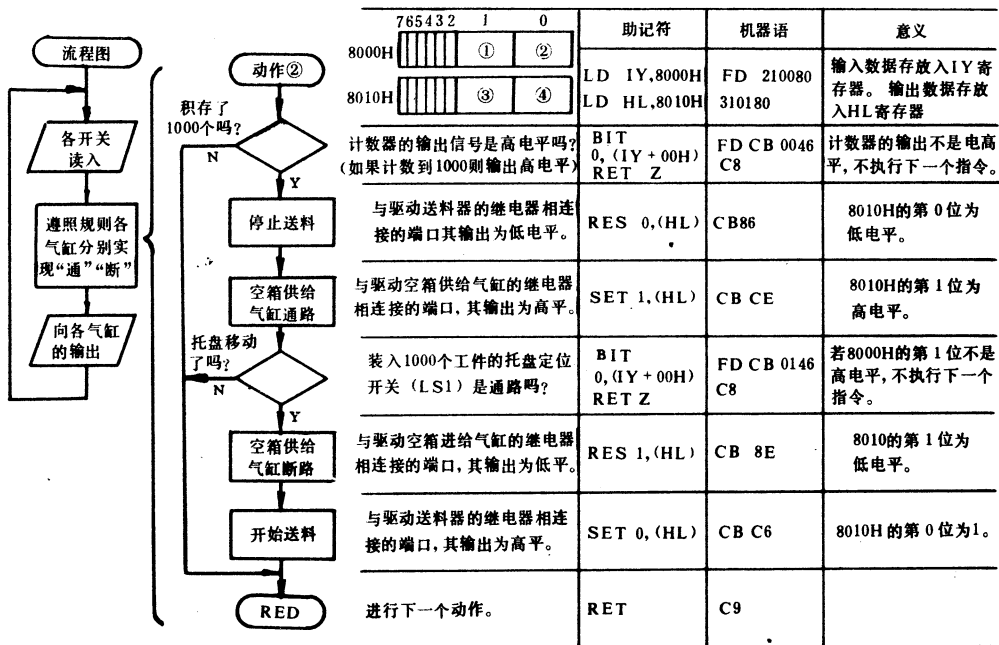 流程图
各开关
读入
遵照规则各
气缸分别实
现“通”“断”
向各气缸
的输出
动作②
积存了
1000个吗?
N
Y
停止送料
空箱供给
气缸通路
托盘移动
了吗?
N
Y
空箱供给
气缸断路
开始送料
RED
765432 1 0
8000H ① ②
8010H ③ ④
助记符 机器语 意义
LD IY,8000H FD 210080
LD HL,8010H 310180
输入数据存放入IY寄
存器。 输出数据存放
入HL寄存器
计数器的输出信号是高电平吗?
(如果计数到1000则输出高电平)
BIT
0, (IY+00H)
RET Z
FD CB 0046
C8
计数器的输出不是电高
平,不执行下一个指令。
与驱动送料器的继电器相连
接的端口其输出为低电平。
RES 0,(HL)
CB86
8010H的第 0 位为
低电平。
与驱动空箱供给气缸的继电器
相连接的端口,其输出为高平。
SET 1,(HL)
CB CE
8010H的第 1 位为
高电平。
装入1000个工件的托盘定位
开关(LS1)是通路吗?
BIT
0,(IY+00H)
RET Z
FD CB 0146
C8
若8000H的第 1 位不是
高电平,不执行下一个
指令。
与驱动空箱进给气缸的继电器
相连接的端口,其输出为低平。
RES 1,(HL)
CB 8E
8010的第 1 位为
低电平。
与驱动送料器的继电器相连
接的端口,其输出为高平。
SET 0,(HL)
CB C6
8010H 的第 0 位为1。
进行下一个动作。
RET
C9